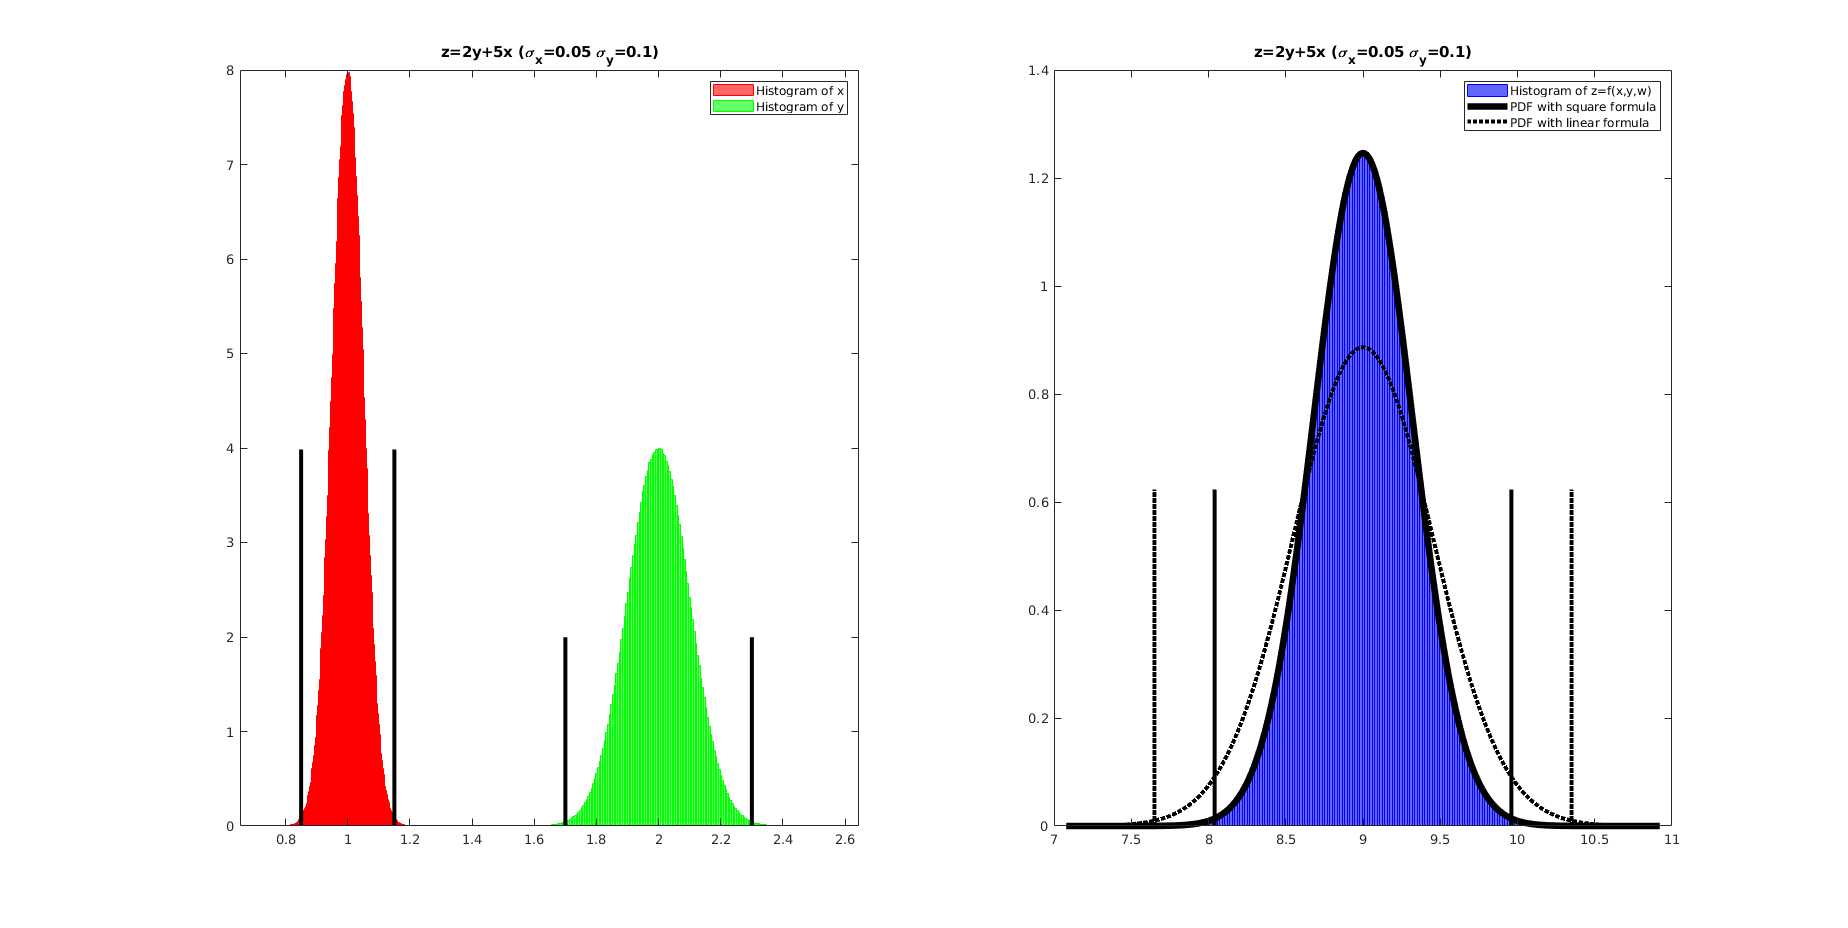 z=2y+5x (σx=0.05 σy=0.1)
Histogram of x
Histogram of y
8
7
6
5
4
3
2
1
0
0.8 1 1.2 1.4 1.6 1.8 2 2.2 2.4 2.6
z=2y+5x (σx=0.05 σy=0.1)
Histogram of z=f(x,y,w)
PDF with square formula
PDF with linear formula
1.4
1.2
1
0.8
0.6
0.4
0.2
0
7 7.5 8 8.5 9 9.5 10 10.5 11